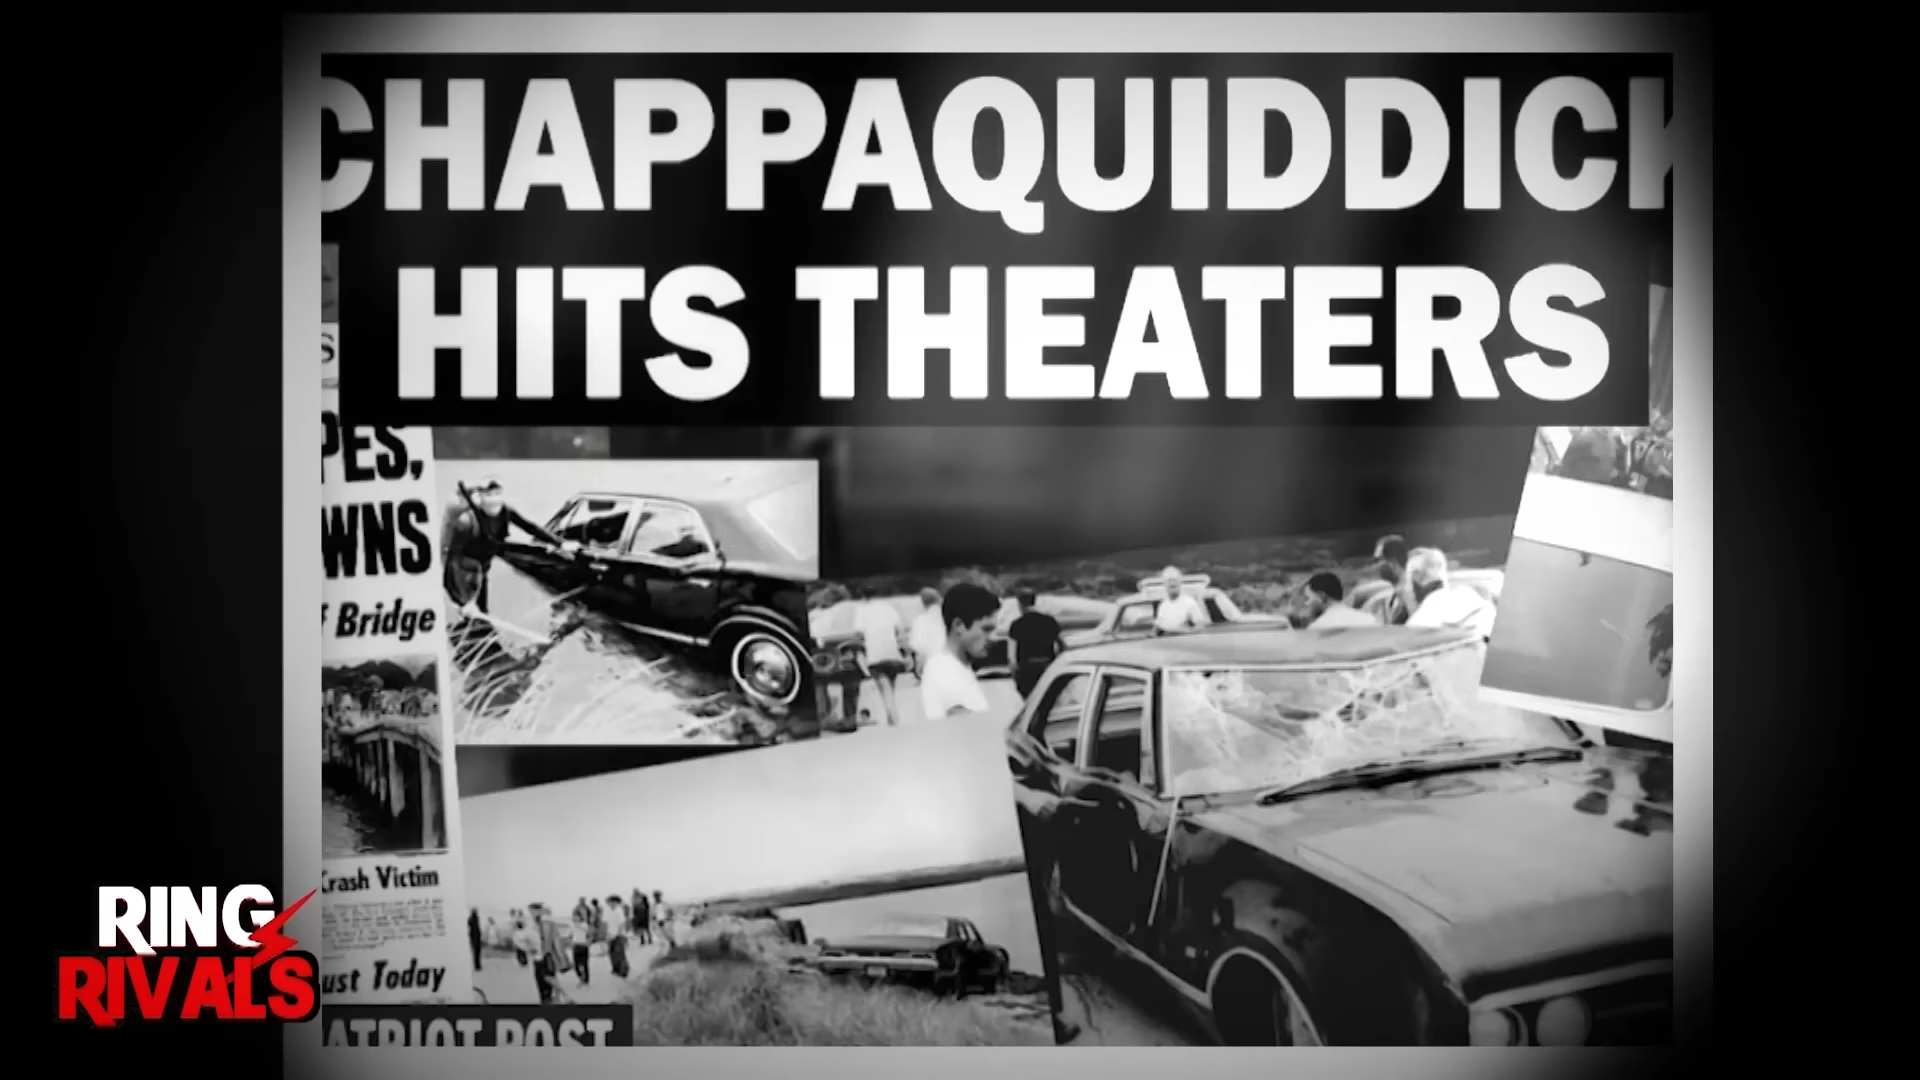 CHAPPAQUIDDICK
HITS THEATERS
S
PES,
WNS
f Bridge
Crash Victim
ust Today
ATRIOT POST
RING
RIVALS